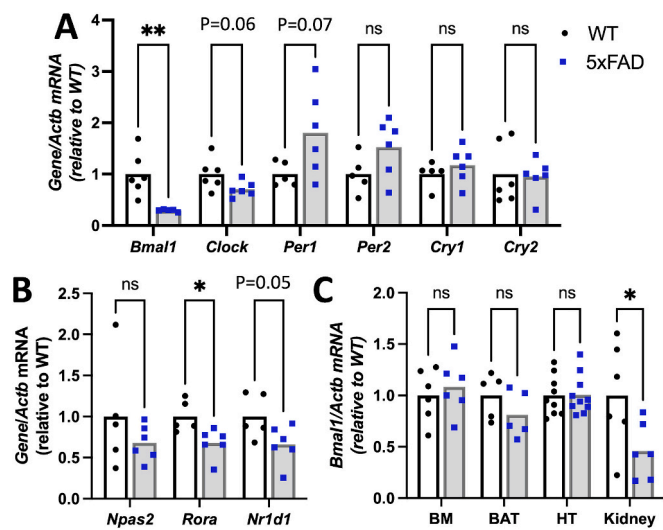 A
** P=0.06 P=0.07 ns ns ns
WT
5xFAD
Gene/Actb mRNA
(relative to WT)
4
3
2
1
0
Bmal1 Clock Per1 Per2 Cry1 Cry2
B
ns * P=0.05
Gene/Actb mRNA
(relative to WT)
2.5
2.0
1.5
1.0
0.5
0.0
Npas2 Rora Nr1d1
C
ns ns ns *
Bmal1/Actb mRNA
(relative to WT)
2.0
1.5
1.0
0.5
0.0
BM BAT HT Kidney